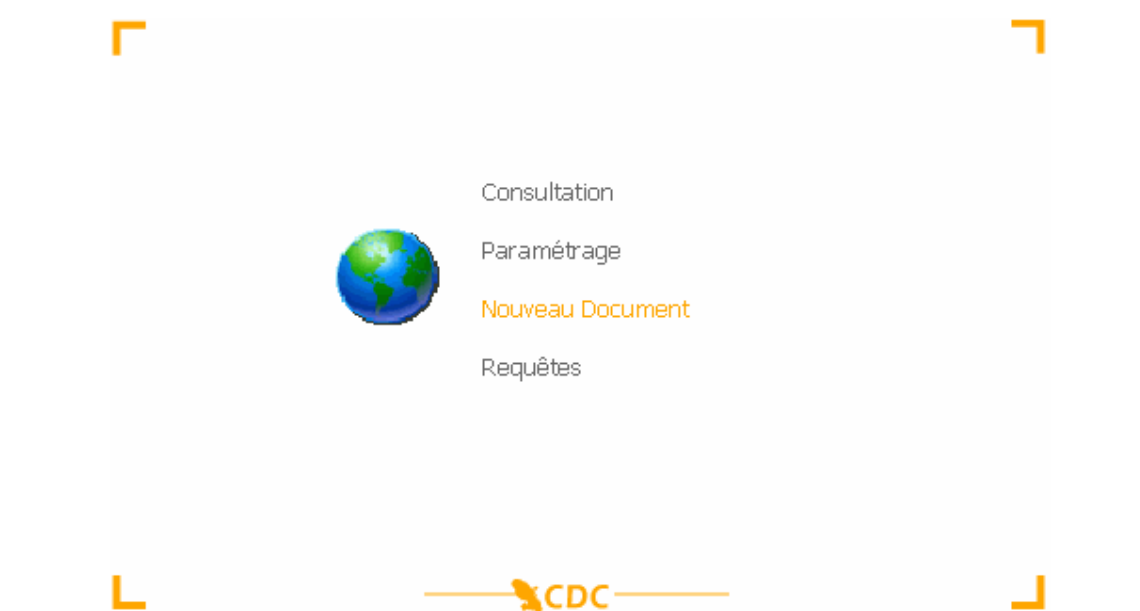 Consultation
Paramétrage
Nouveau Document
Requêtes
CDC